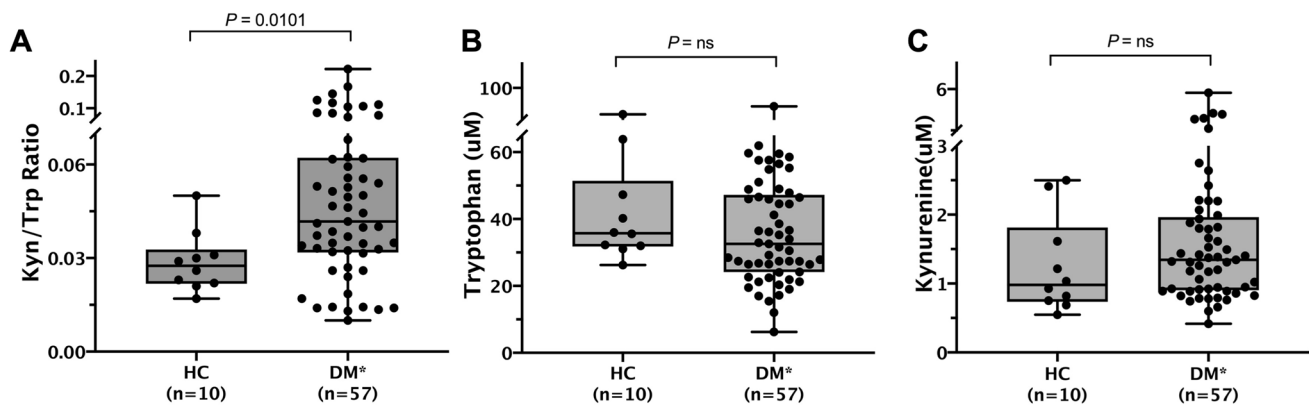 A
P = 0.0101
Kyn/Trp Ratio
0.2
0.1
0.06
0.03
0.00
HC
(n=10)
DM*
(n=57)
B
P = ns
Tryptophan (uM)
100
60
40
20
0
HC
(n=10)
DM*
(n=57)
C
P = ns
Kynurenine(uM)
6
3
2
1
0
HC
(n=10)
DM*
(n=57)